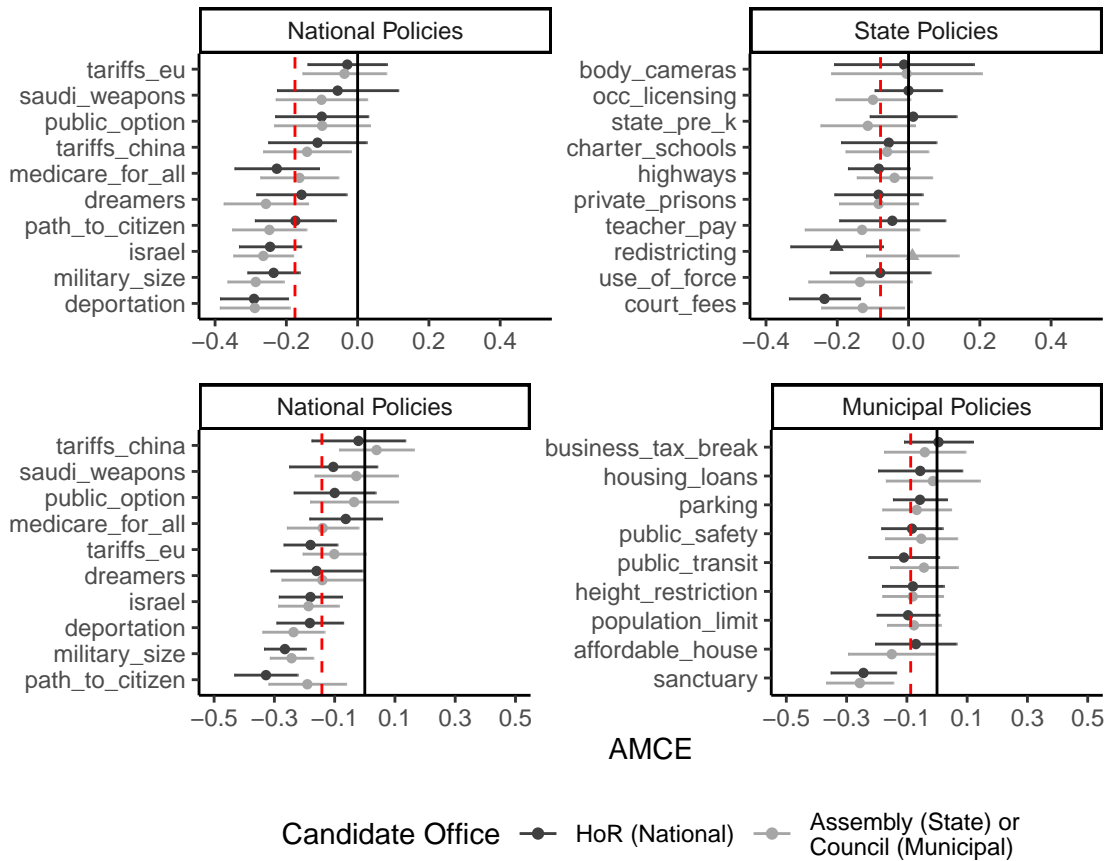 National Policies
tariffs_eu
saudi_weapons
public_option
tariffs_china
medicare_for_all
dreamers
path_to_citizen
israel
military_size
deportation
−0.4 −0.2 0.0 0.2 0.4
State Policies
body_cameras
occ_licensing
state_pre_k
charter_schools
highways
private_prisons
teacher_pay
redistricting
use_of_force
court_fees
−0.4 −0.2 0.0 0.2 0.4
National Policies
tariffs_china
saudi_weapons
public_option
medicare_for_all
tariffs_eu
dreamers
israel
deportation
military_size
path_to_citizen
−0.5 −0.3 −0.1 0.1 0.3 0.5
Municipal Policies
business_tax_break
housing_loans
parking
public_safety
public_transit
height_restriction
population_limit
affordable_house
sanctuary
−0.5 −0.3 −0.1 0.1 0.3 0.5
AMCE
Candidate Office
HoR (National)
Assembly (State) or
Council (Municipal)